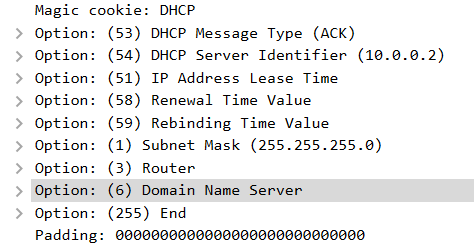 Magic cookie: DHCP
Option: (53) DHCP Message Type (ACK)
Option: (54) DHCP Server Identifier (10.0.0.2)
Option: (51) IP Address Lease Time
Option: (58) Renewal Time Value
Option: (59) Rebinding Time Value
Option: (1) Subnet Mask (255.255.255.0)
Option: (3) Router
Option: (6) Domain Name Server
Option: (255) End
Padding: 0000000000000000000000000000